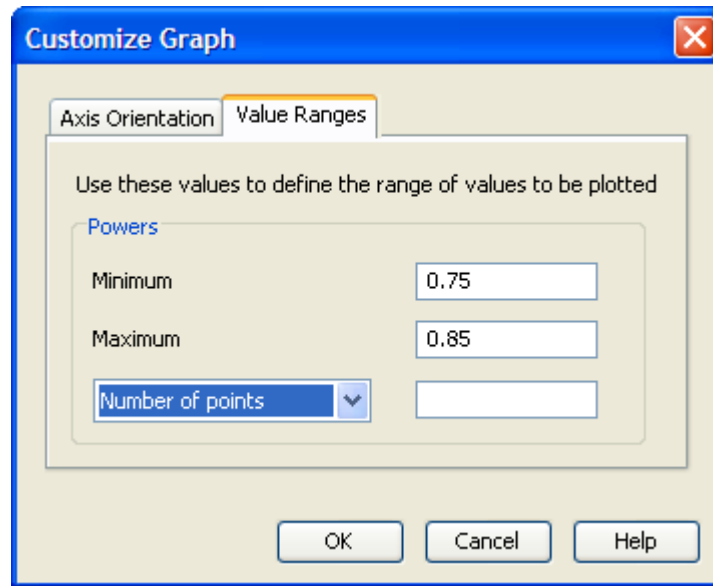 Customize Graph
Axis Orientation Value Ranges
Use these values to define the range of values to be plotted
Powers
Minimum 0.75
Maximum 0.85
Number of points
OK Cancel Help